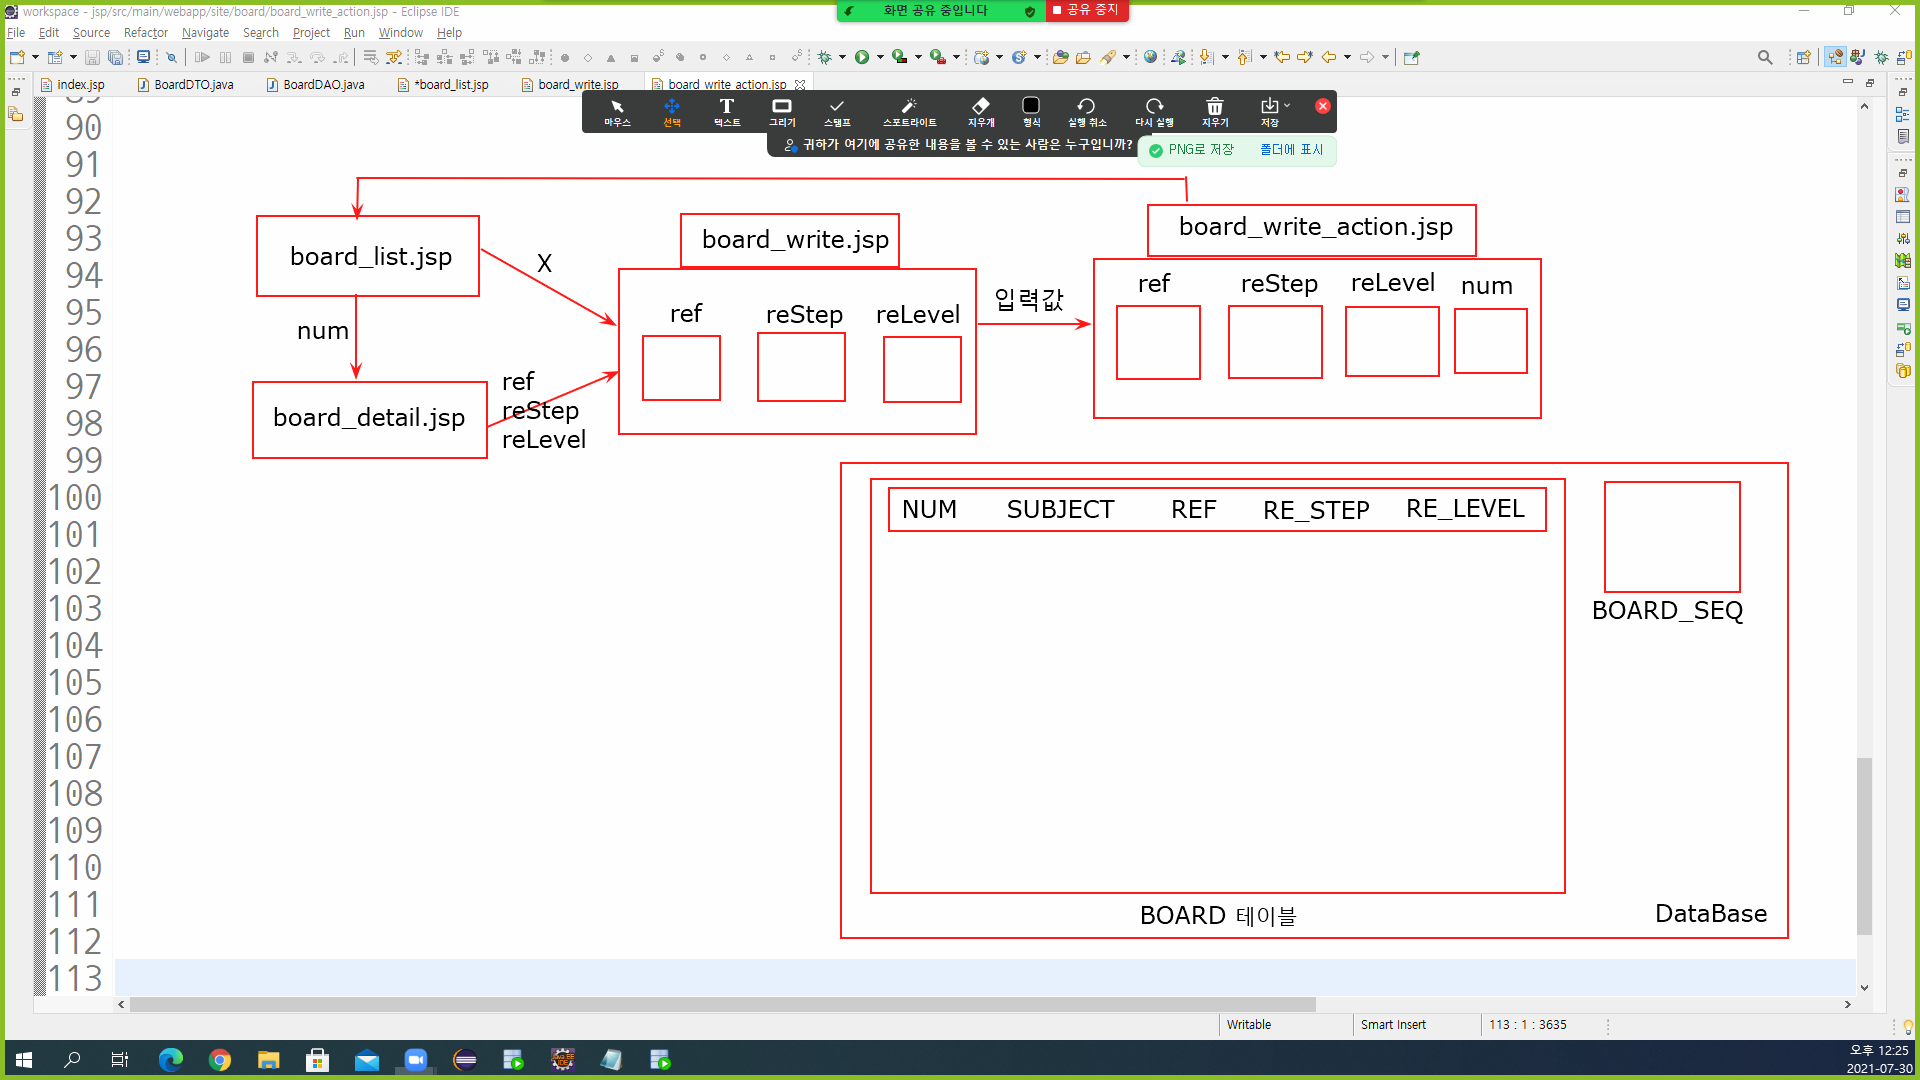 workspace - jsp/src/main/webapp/site/board/board_write_action.jsp - Eclipse IDE
화면 공유 중입니다
공유 중지
File Edit Source Refactor Navigate Search Project Run Window Help
index.jsp BoardDTO.java BoardDAO.java *board_list.jsp board_write.jsp board_write_action.jsp
마우스 선택 텍스트 그리기 스탬프 스포트라이트 지우개 형식 실행 취소 다시 실행 지우기 저장
귀하가 여기에 공유한 내용을 볼 수 있는 사람은 누구입니까?
PNG로 저장 폴더에 표시
89
90
91
92
93
94
95
96
97
98
99
100
101
102
103
104
105
106
107
108
109
110
111
112
113
board_list.jsp
X
num
board_detail.jsp
ref
reStep
reLevel
board_write.jsp
ref reStep reLevel
입력값
board_write_action.jsp
ref reStep reLevel num
NUM SUBJECT REF RE_STEP RE_LEVEL
BOARD_SEQ
BOARD 테이블
DataBase
Writable Smart Insert 113 : 1 : 3635
오후 12:25
2021-07-30